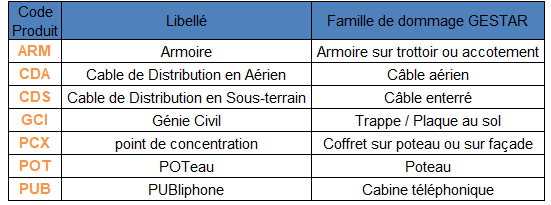 Code Produit Libellé Famille de dommage GESTAR
ARM Armoire Armoire sur trottoir ou accotement
CDA Cable de Distribution en Aérien Câble aérien
CDS Cable de Distribution en Sous-terrain Câble enterré
GCI Génie Civil Trappe / Plaque au sol
PCX point de concentration Coffret sur poteau ou sur façade
POT POTeau Poteau
PUB PUBliphone Cabine téléphonique